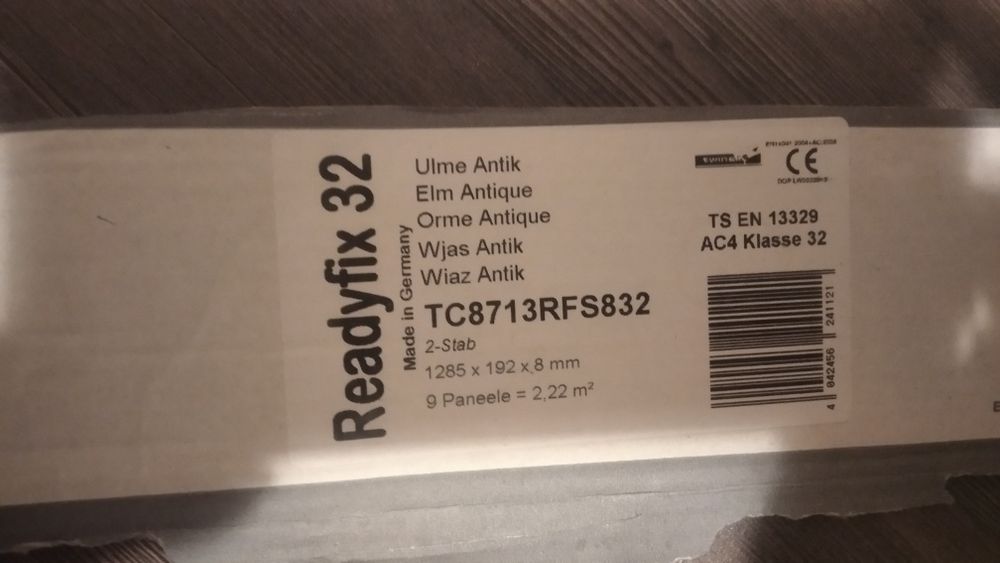 Readyfix 32
Made in Germany
Ulme Antik
Elm Antique
Orme Antique
Wjas Antik
Wiaz Antik
TC8713RFS832
2-Stab
1285 x 192 x 8 mm
9 Paneele = 2,22 m²
CE
TS EN 13329
AC4 Klasse 32
4 042456 241121